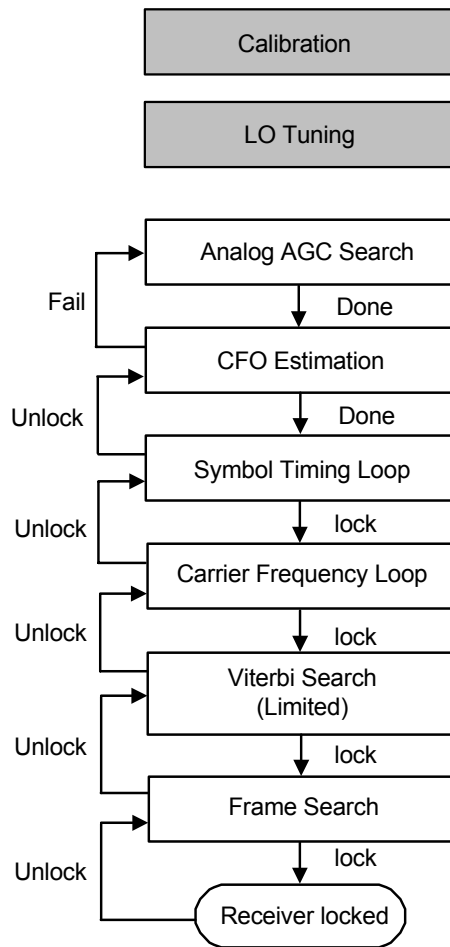 Calibration
LO Tuning
Analog AGC Search
Fail
Done
CFO Estimation
Unlock
Done
Symbol Timing Loop
Unlock
lock
Carrier Frequency Loop
Unlock
lock
Viterbi Search
(Limited)
Unlock
lock
Frame Search
Unlock
lock
Receiver locked